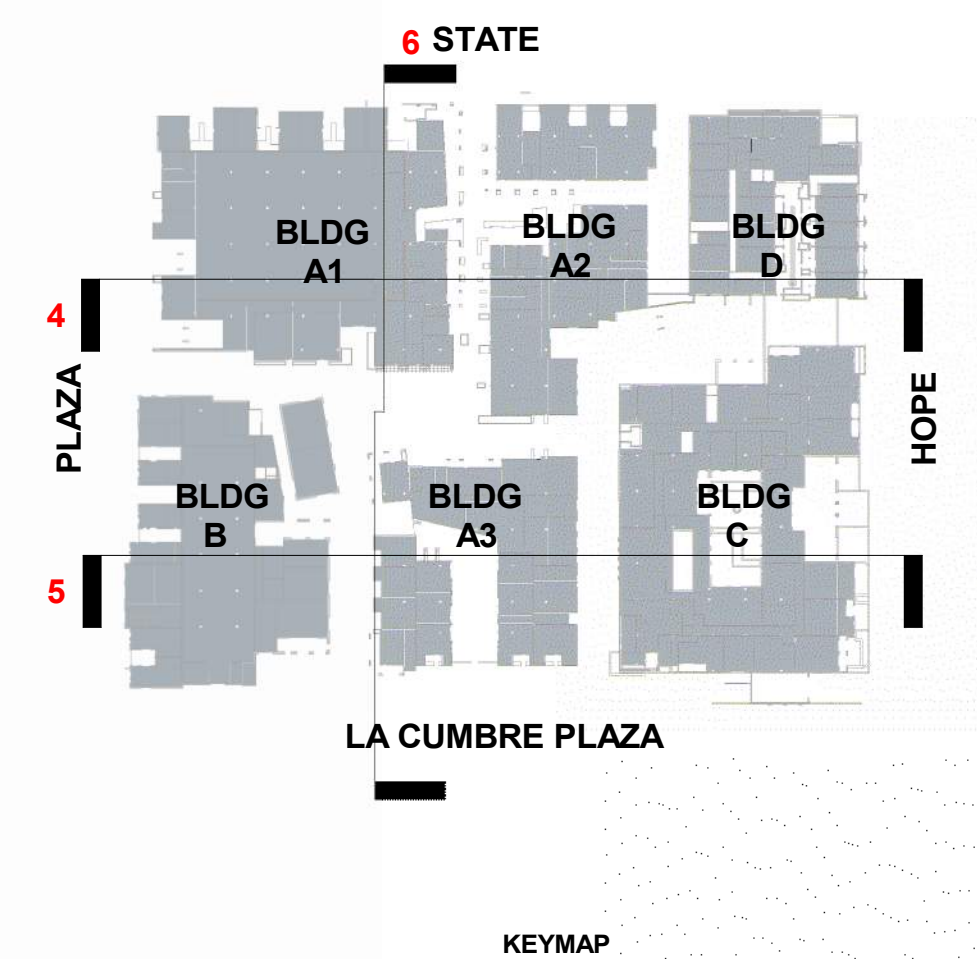 6 STATE
BLDG
A1
BLDG
A2
BLDG
D
4
PLAZA
HOPE
BLDG
B
BLDG
A3
BLDG
C
5
LA CUMBRE PLAZA
KEYMAP